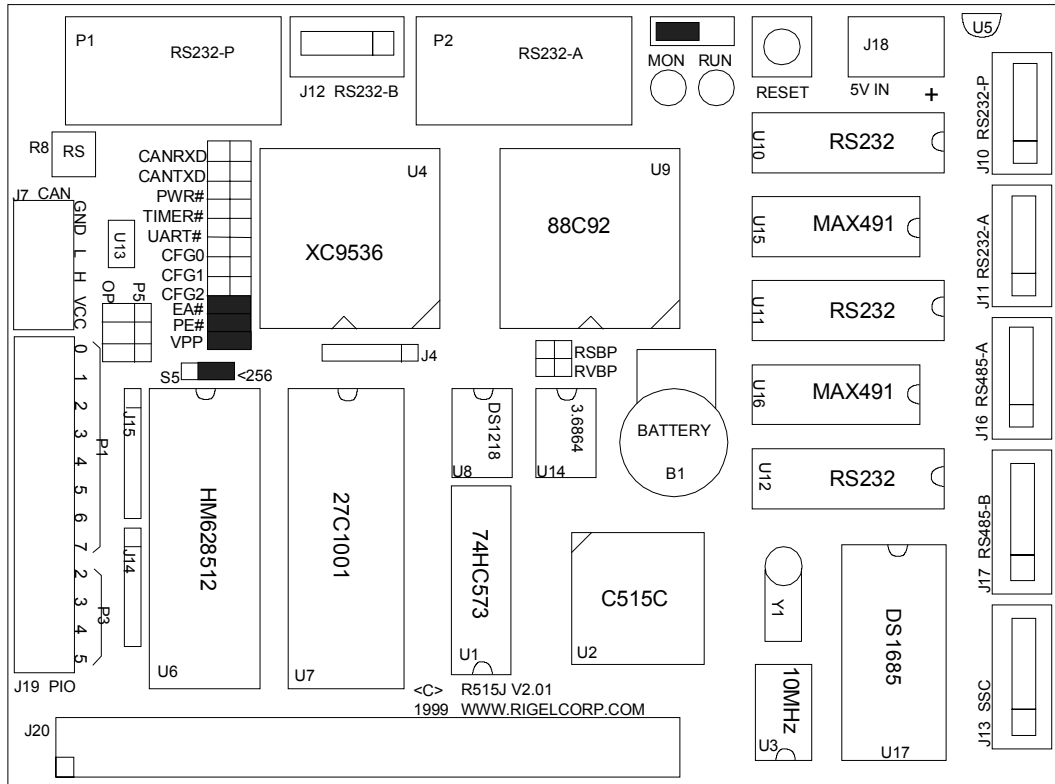 P1
RS232-P
J12 RS232-B
P2
RS232-A
MON
RUN
RESET
J18
5V IN
+
U5
J10 RS232-P
R8
RS
J7 CAN
GND
L
H
VCC
U13
OP
P5
CANRXD
CANTXD
PWR#
TIMER#
UART#
CFG0
CFG1
CFG2
EA#
PE#
VPP
S5
<256
U4
XC9536
U9
88C92
U10
RS232
U15
MAX491
U11
RS232
U16
MAX491
U12
RS232
J11 RS232-A
J16 RS485-A
J17 RS485-B
J13 SSC
J4
RSBP
RVBP
BATTERY
B1
0
1
2
3
4
5
6
7
P1
2
3
4
5
P3
J19 PIO
J15
J14
HM628512
U6
27C1001
U7
DS1218
U8
3.6864
U14
74HC573
U1
C515C
U2
Y1
10MHz
U3
DS1685
U17
<C> R515J V2.01
1999 WWW.RIGELCORP.COM
J20